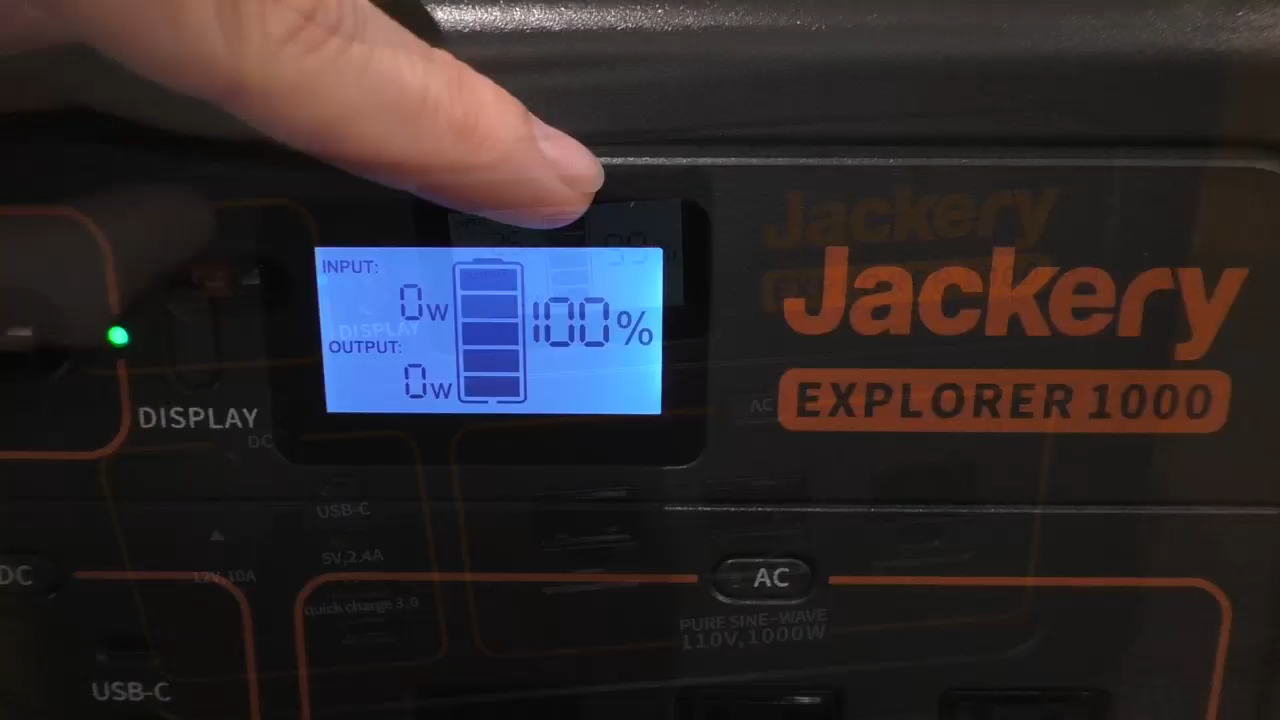 Jackery
Jackery
INPUT:
0w
100%
DISPLAY
OUTPUT:
0w
EXPLORER 1000
AC
DISPLAY
DC
USB-C
5V,2.4A
DC
12V,10A
AC
quick charge 3.0
PURE SINE-WAVE
110V,1000W
USB-C